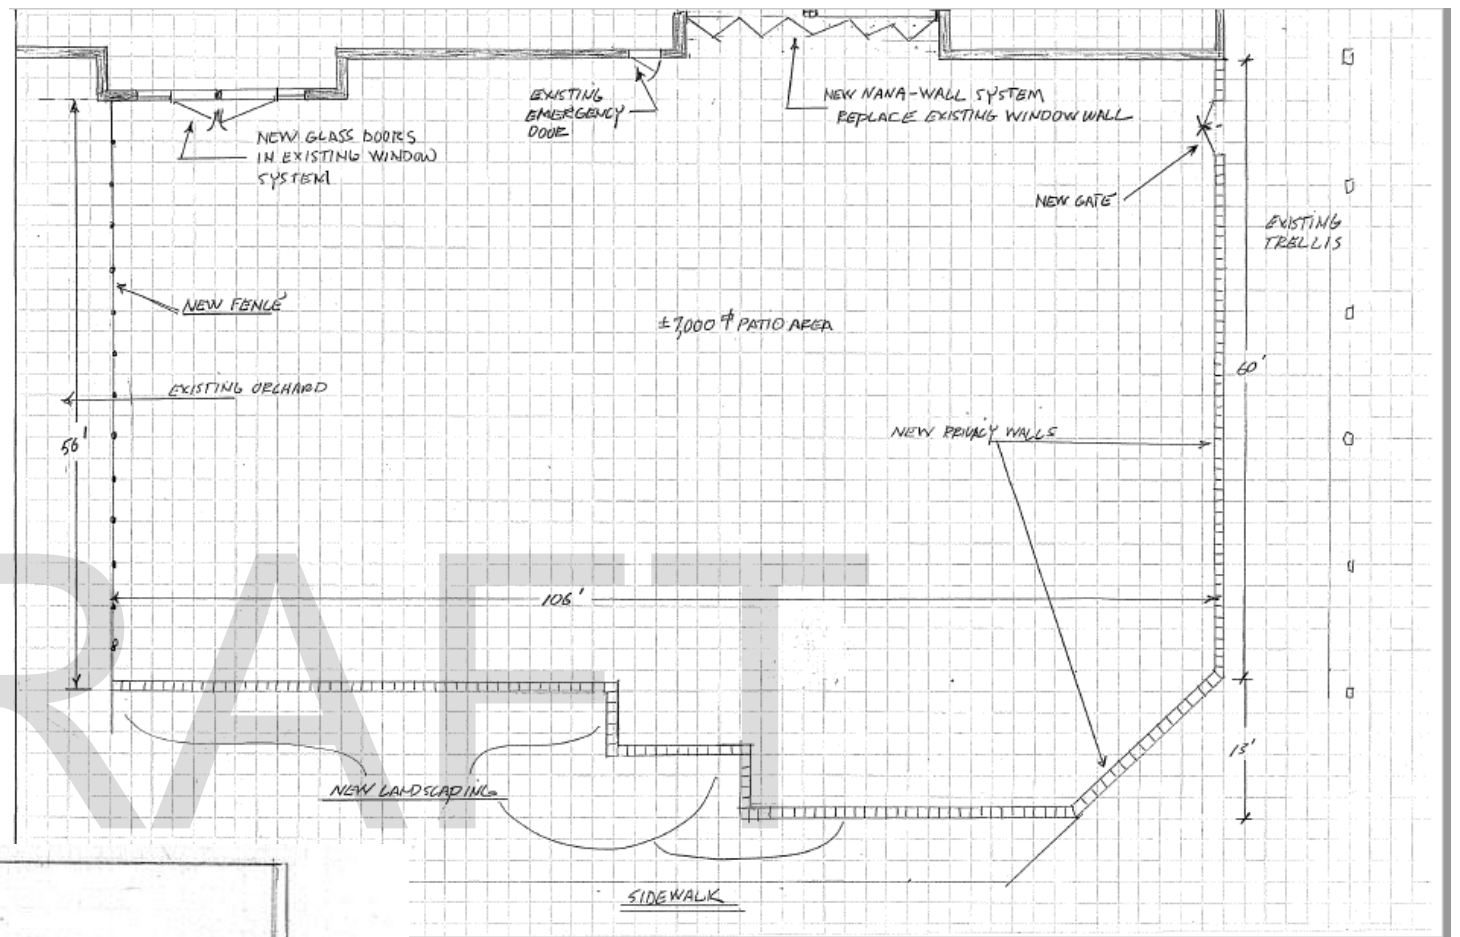 EXISTING
EMERGENCY
DOOR
NEW NANA-WALL SYSTEM
REPLACE EXISTING WINDOW WALL
NEW GLASS DOORS
IN EXISTING WINDOW
SYSTEM
NEW GATE
EXISTING
TRELLIS
NEW FENCE
±7,000 ⏍ PATIO AREA
60'
EXISTING ORCHARD
56'
NEW PRIVACY WALLS
106'
13'
NEW LANDSCAPING
SIDEWALK
RAFT